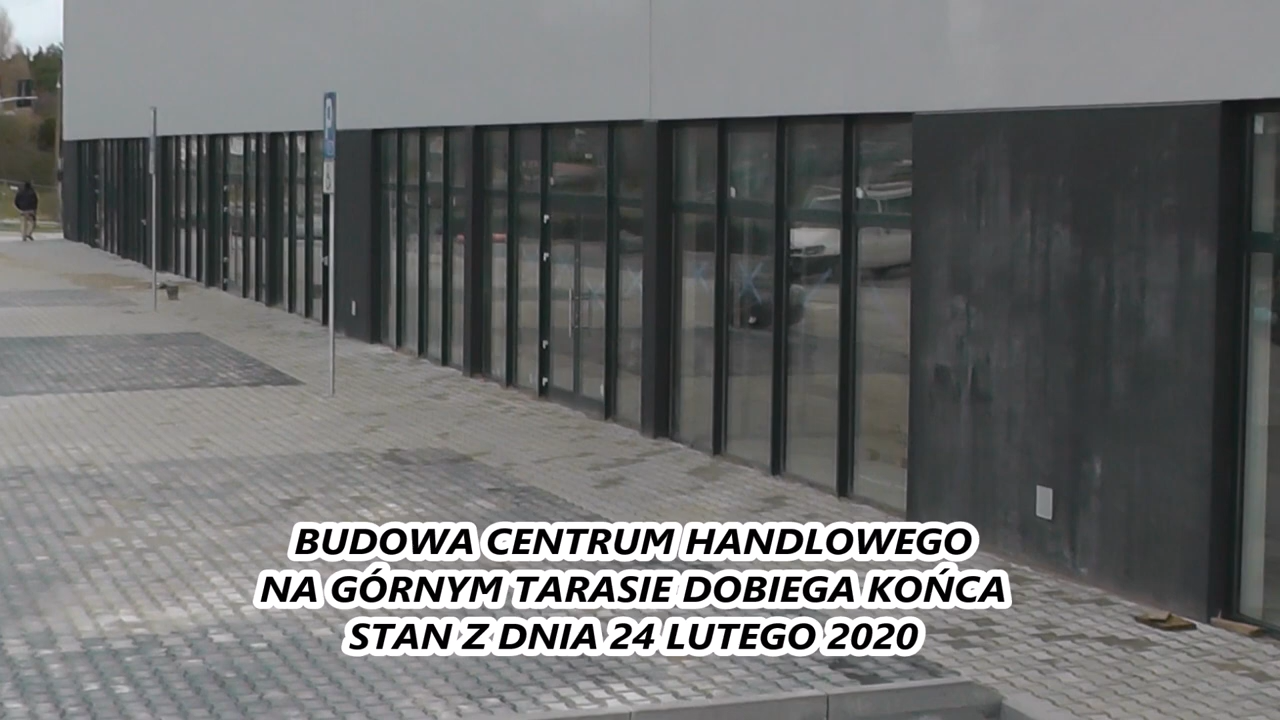 BUDOWA CENTRUM HANDLOWEGO
NA GÓRNYM TARASIE DOBIEGA KOŃCA
STAN Z DNIA 24 LUTEGO 2020
P